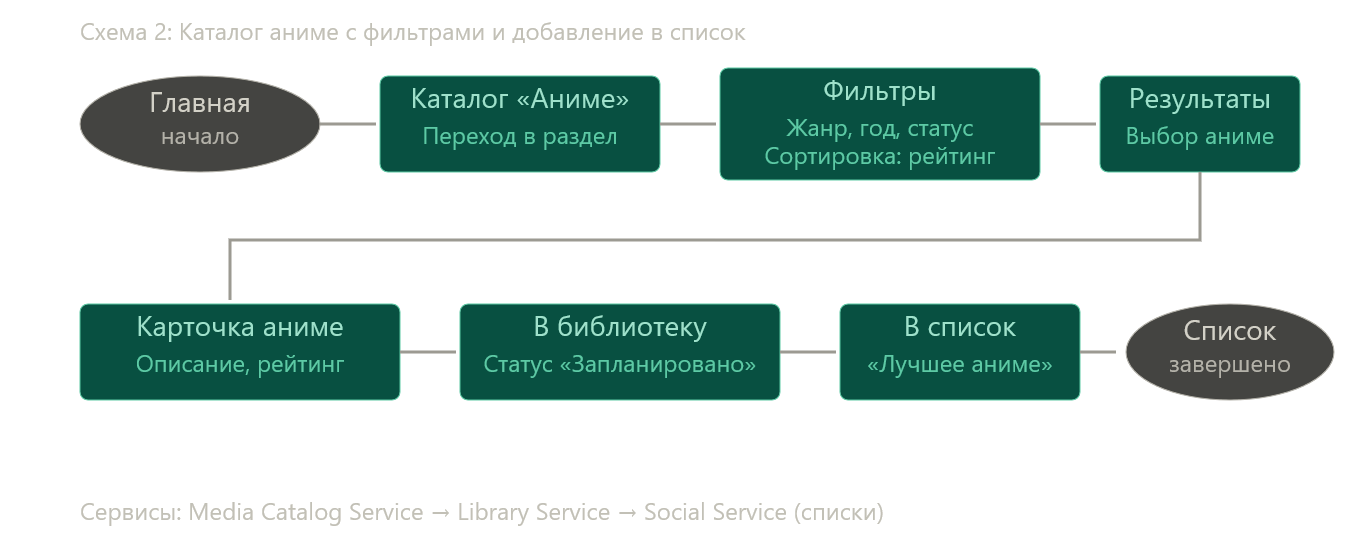 Схема 2: Каталог аниме с фильтрами и добавление в список
Главная
начало
Каталог «Аниме»
Переход в раздел
Фильтры
Жанр, год, статус
Сортировка: рейтинг
Результаты
Выбор аниме
Карточка аниме
Описание, рейтинг
В библиотеку
Статус «Запланировано»
В список
«Лучшее аниме»
Список
завершено
Сервисы: Media Catalog Service → Library Service → Social Service (списки)